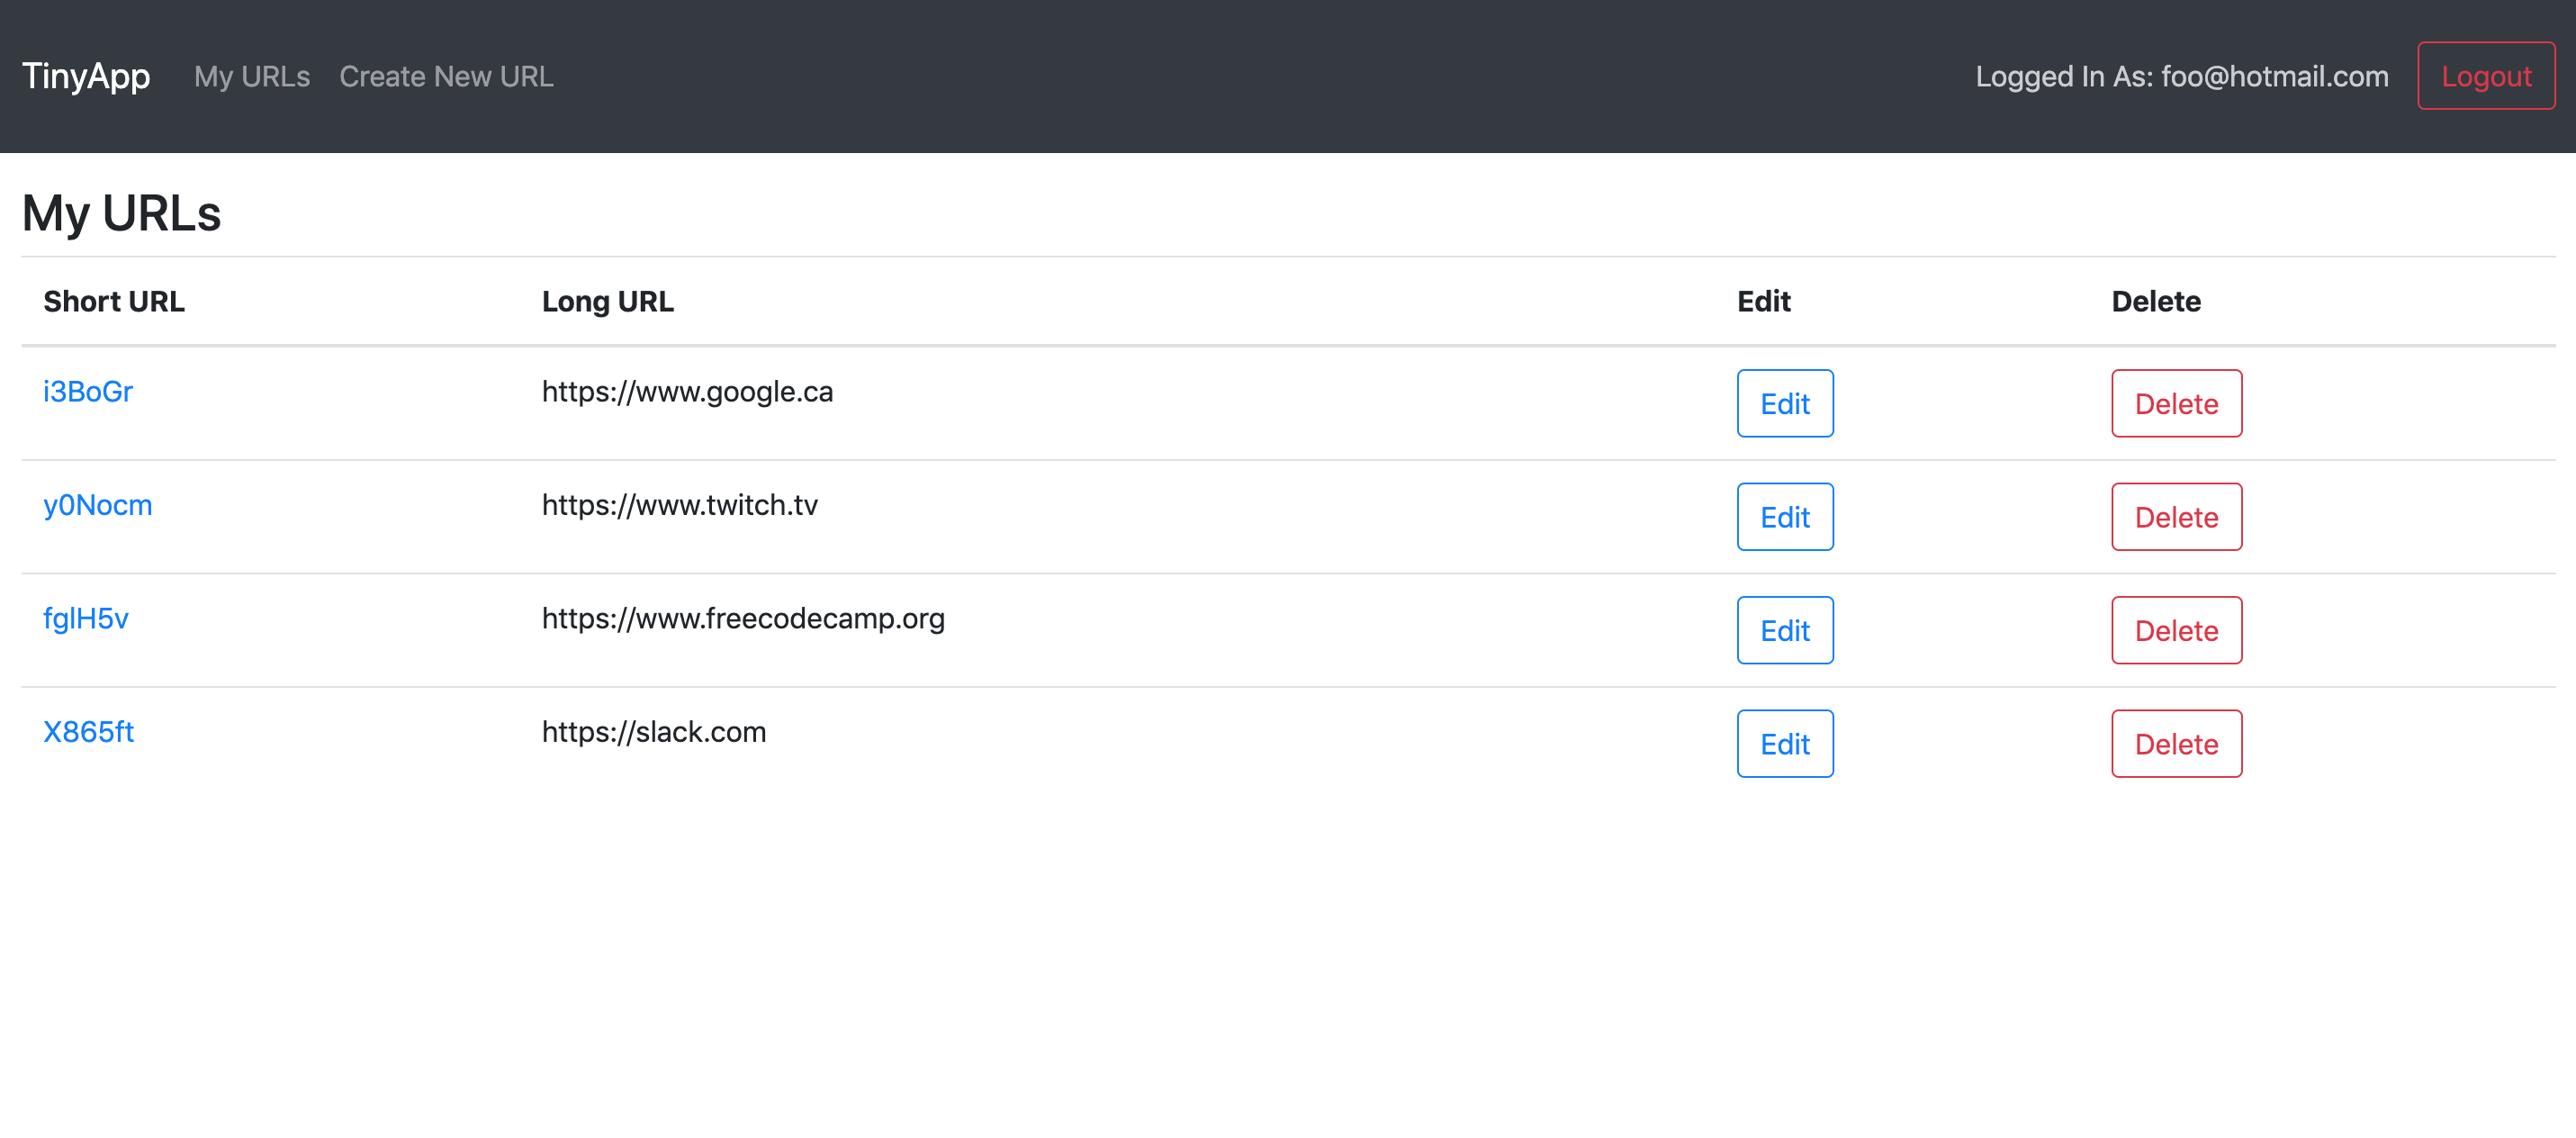 TinyApp My URLs Create New URL Logged In As: foo@hotmail.com Logout
My URLs
Short URL Long URL Edit Delete
i3BoGr https://www.google.ca Edit Delete
y0Nocm https://www.twitch.tv Edit Delete
fglH5v https://www.freecodecamp.org Edit Delete
X865ft https://slack.com Edit Delete